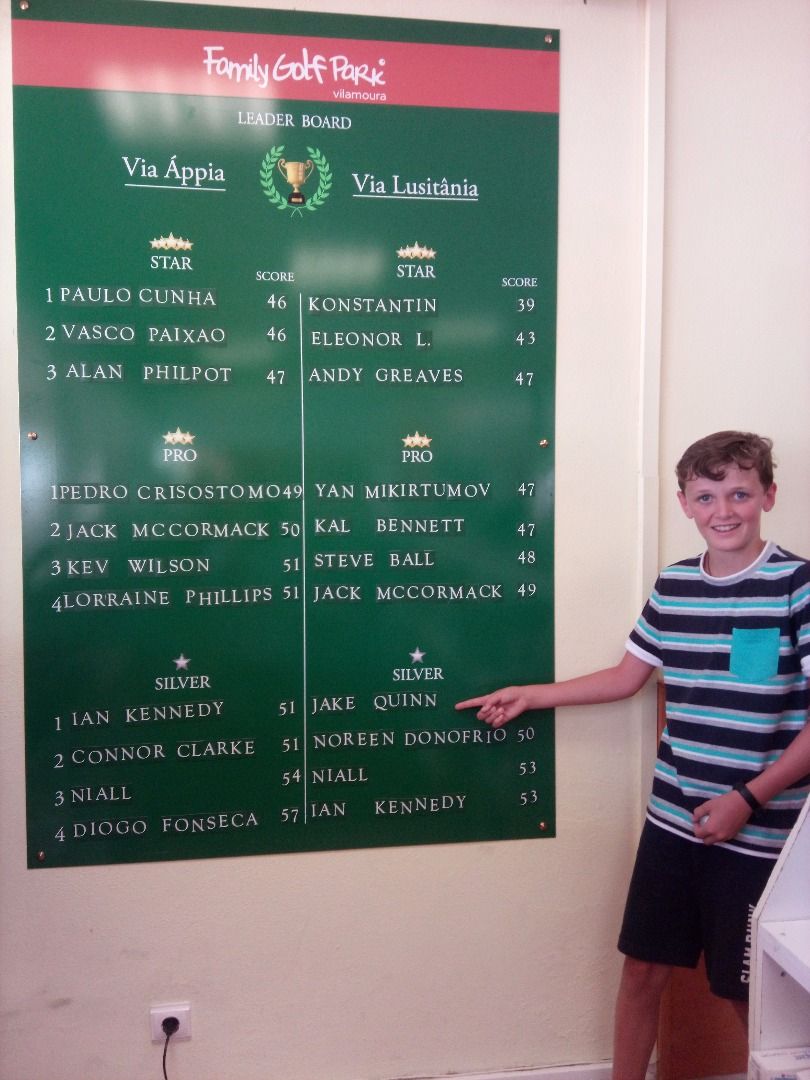 Family Golf Park
vilamoura
LEADER BOARD
Via Áppia
Via Lusitânia
STAR
SCORE
1 PAULO CUNHA 46
2 VASCO PAIXAO 46
3 ALAN PHILPOT 47
STAR
SCORE
KONSTANTIN 39
ELEONOR L. 43
ANDY GREAVES 47
PRO
1 PEDRO CRISOSTOMO 49
2 JACK MCCORMACK 50
3 KEV WILSON 51
4 LORRAINE PHILLIPS 51
PRO
YAN MIKIRTUMOV 47
KAL BENNETT 47
STEVE BALL 48
JACK MCCORMACK 49
SILVER
1 IAN KENNEDY 51
2 CONNOR CLARKE 51
3 NIALL 54
4 DIOGO FONSECA 57
SILVER
JAKE QUINN
NOREEN DONOFRIO 50
NIALL 53
IAN KENNEDY 53
SLAM DUNK